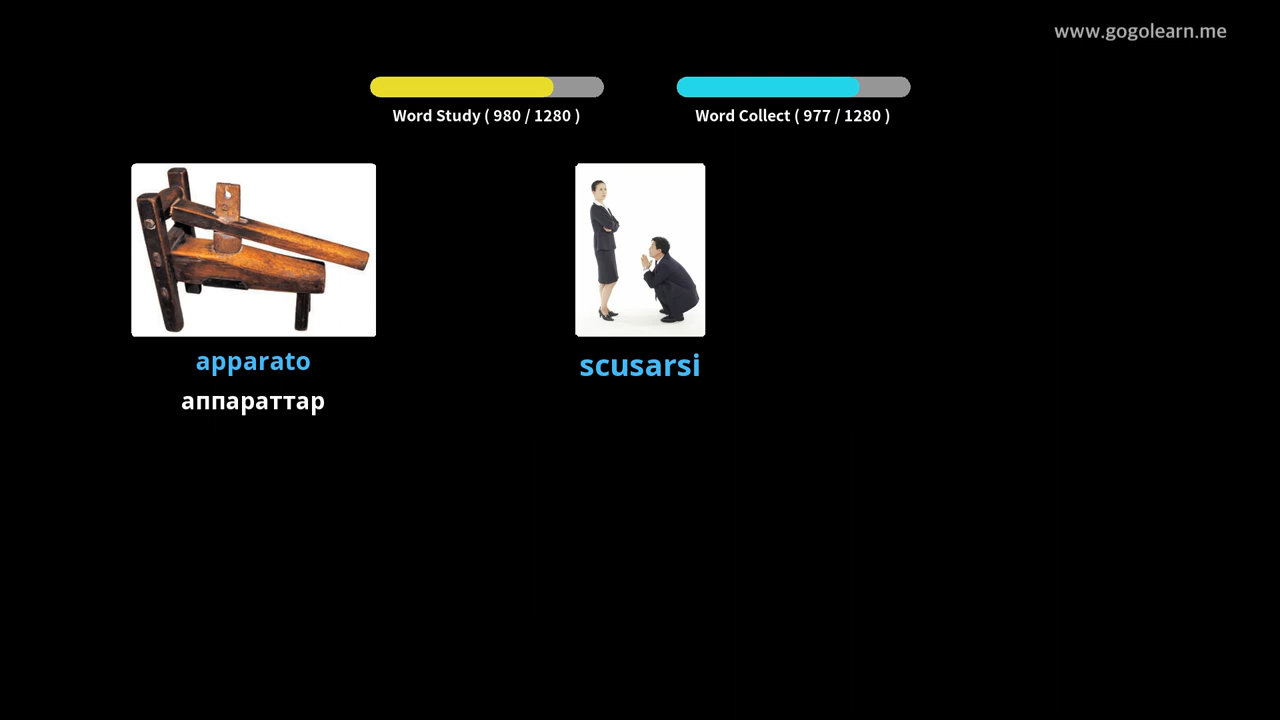 www.gogolearn.me
Word Study ( 980 / 1280 )
Word Collect ( 977 / 1280 )
apparato
аппараттар
scusarsi